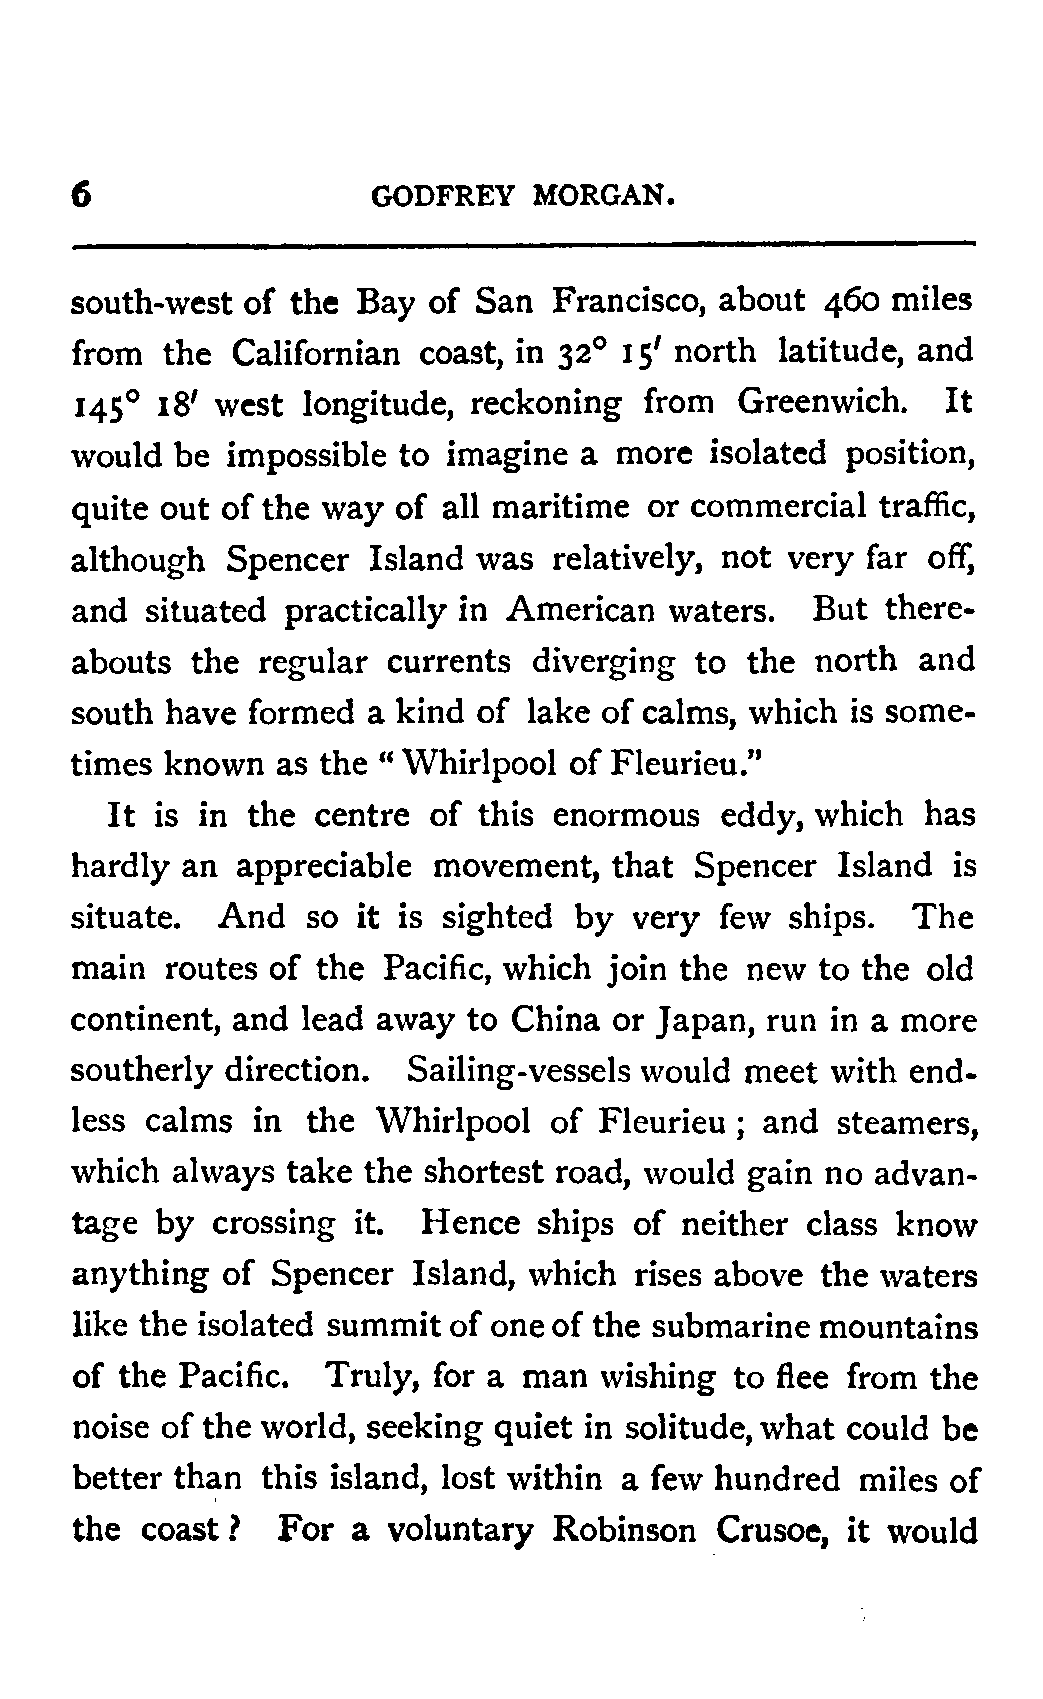 6 GODFREY MORGAN.
south-west of the Bay of San Francisco, about 460 miles
from the Californian coast, in 32° 15′ north latitude, and
145° 18′ west longitude, reckoning from Greenwich. It
would be impossible to imagine a more isolated position,
quite out of the way of all maritime or commercial traffic,
although Spencer Island was relatively, not very far off,
and situated practically in American waters. But there-
abouts the regular currents diverging to the north and
south have formed a kind of lake of calms, which is some-
times known as the “ Whirlpool of Fleurieu.”
It is in the centre of this enormous eddy, which has
hardly an appreciable movement, that Spencer Island is
situate. And so it is sighted by very few ships. The
main routes of the Pacific, which join the new to the old
continent, and lead away to China or Japan, run in a more
southerly direction. Sailing-vessels would meet with end-
less calms in the Whirlpool of Fleurieu ; and steamers,
which always take the shortest road, would gain no advan-
tage by crossing it. Hence ships of neither class know
anything of Spencer Island, which rises above the waters
like the isolated summit of one of the submarine mountains
of the Pacific. Truly, for a man wishing to flee from the
noise of the world, seeking quiet in solitude, what could be
better than this island, lost within a few hundred miles of
the coast ? For a voluntary Robinson Crusoe, it would